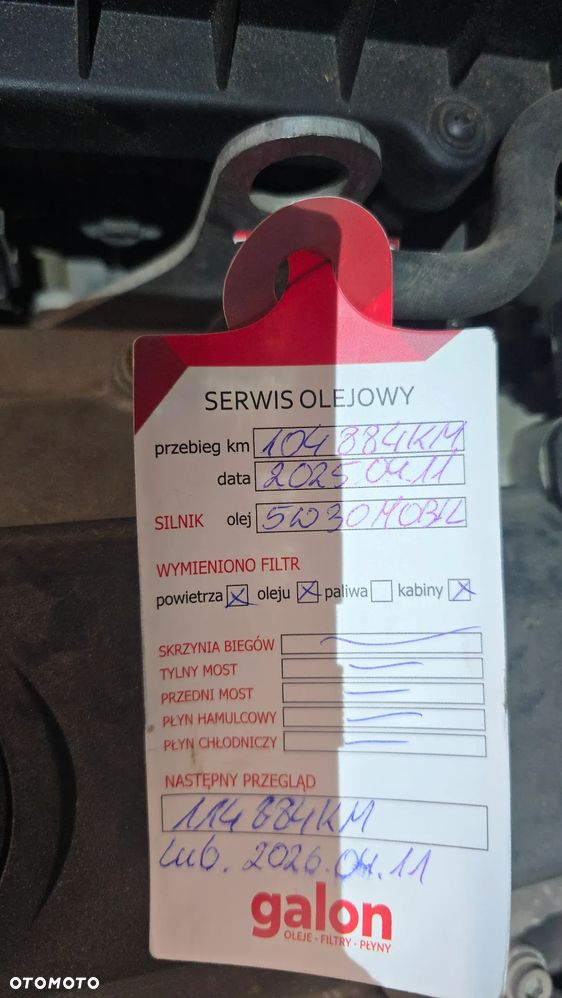 SERWIS OLEJOWY
przebieg km 104 884KM
data 2025.04.11
SILNIK olej 5W30 MOBIL
WYMIENIONO FILTR
powietrza oleju paliwa kabiny
SKRZYNIA BIEGÓW
TYLNY MOST
PRZEDNI MOST
PŁYN HAMULCOWY
PŁYN CHŁODNICZY
NASTĘPNY PRZEGLĄD
114 884KM
lub. 2026.04.11
galon
OLEJE - FILTRY - PŁYNY
OTOMOTO